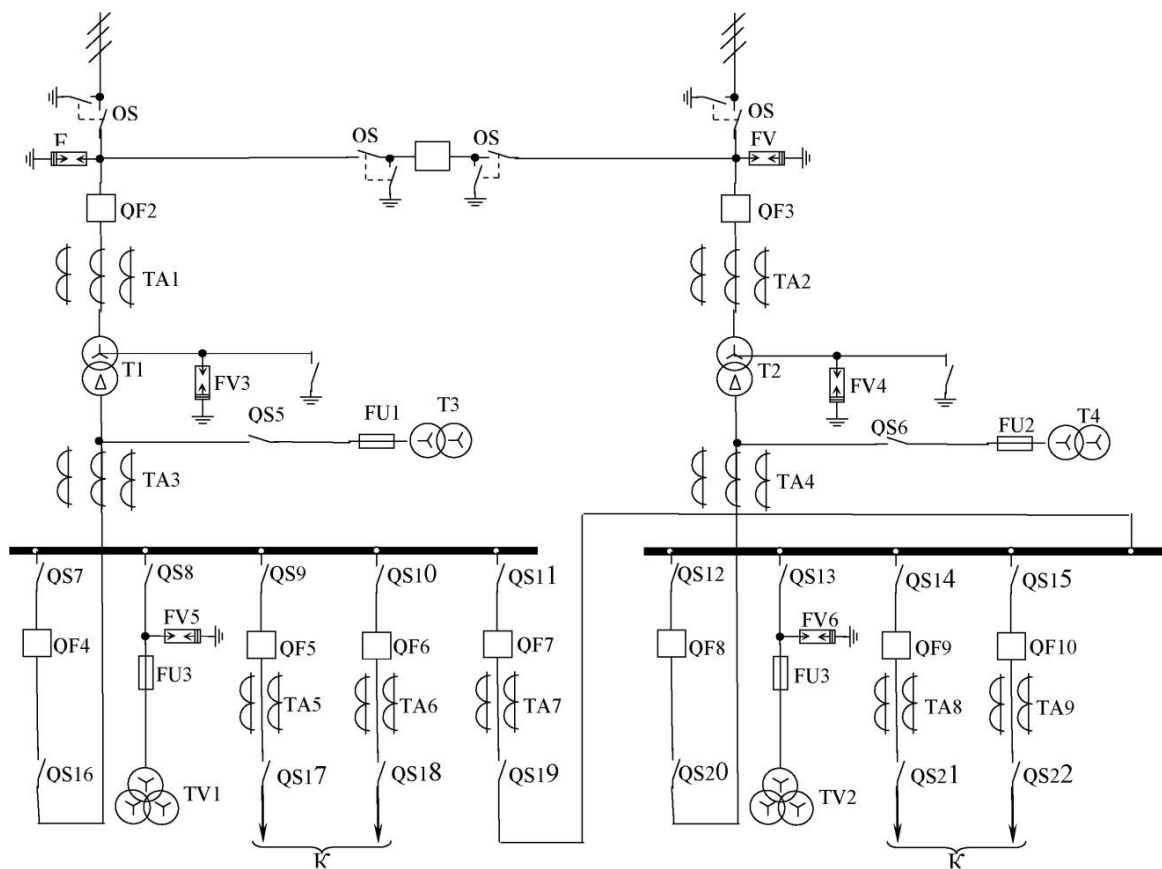 OS
OS
OS
OS
F
FV
QF2
QF3
TA1
TA2
T1
T2
FV3
FV4
QS5
FU1
T3
QS6
FU2
T4
TA3
TA4
QS7
QS8
QS9
QS10
QS11
QS12
QS13
QS14
QS15
FV5
FV6
QF4
QF5
QF6
QF7
QF8
QF9
QF10
FU3
FU3
TA5
TA6
TA7
TA8
TA9
QS16
QS17
QS18
QS19
QS20
QS21
QS22
TV1
TV2
К
К